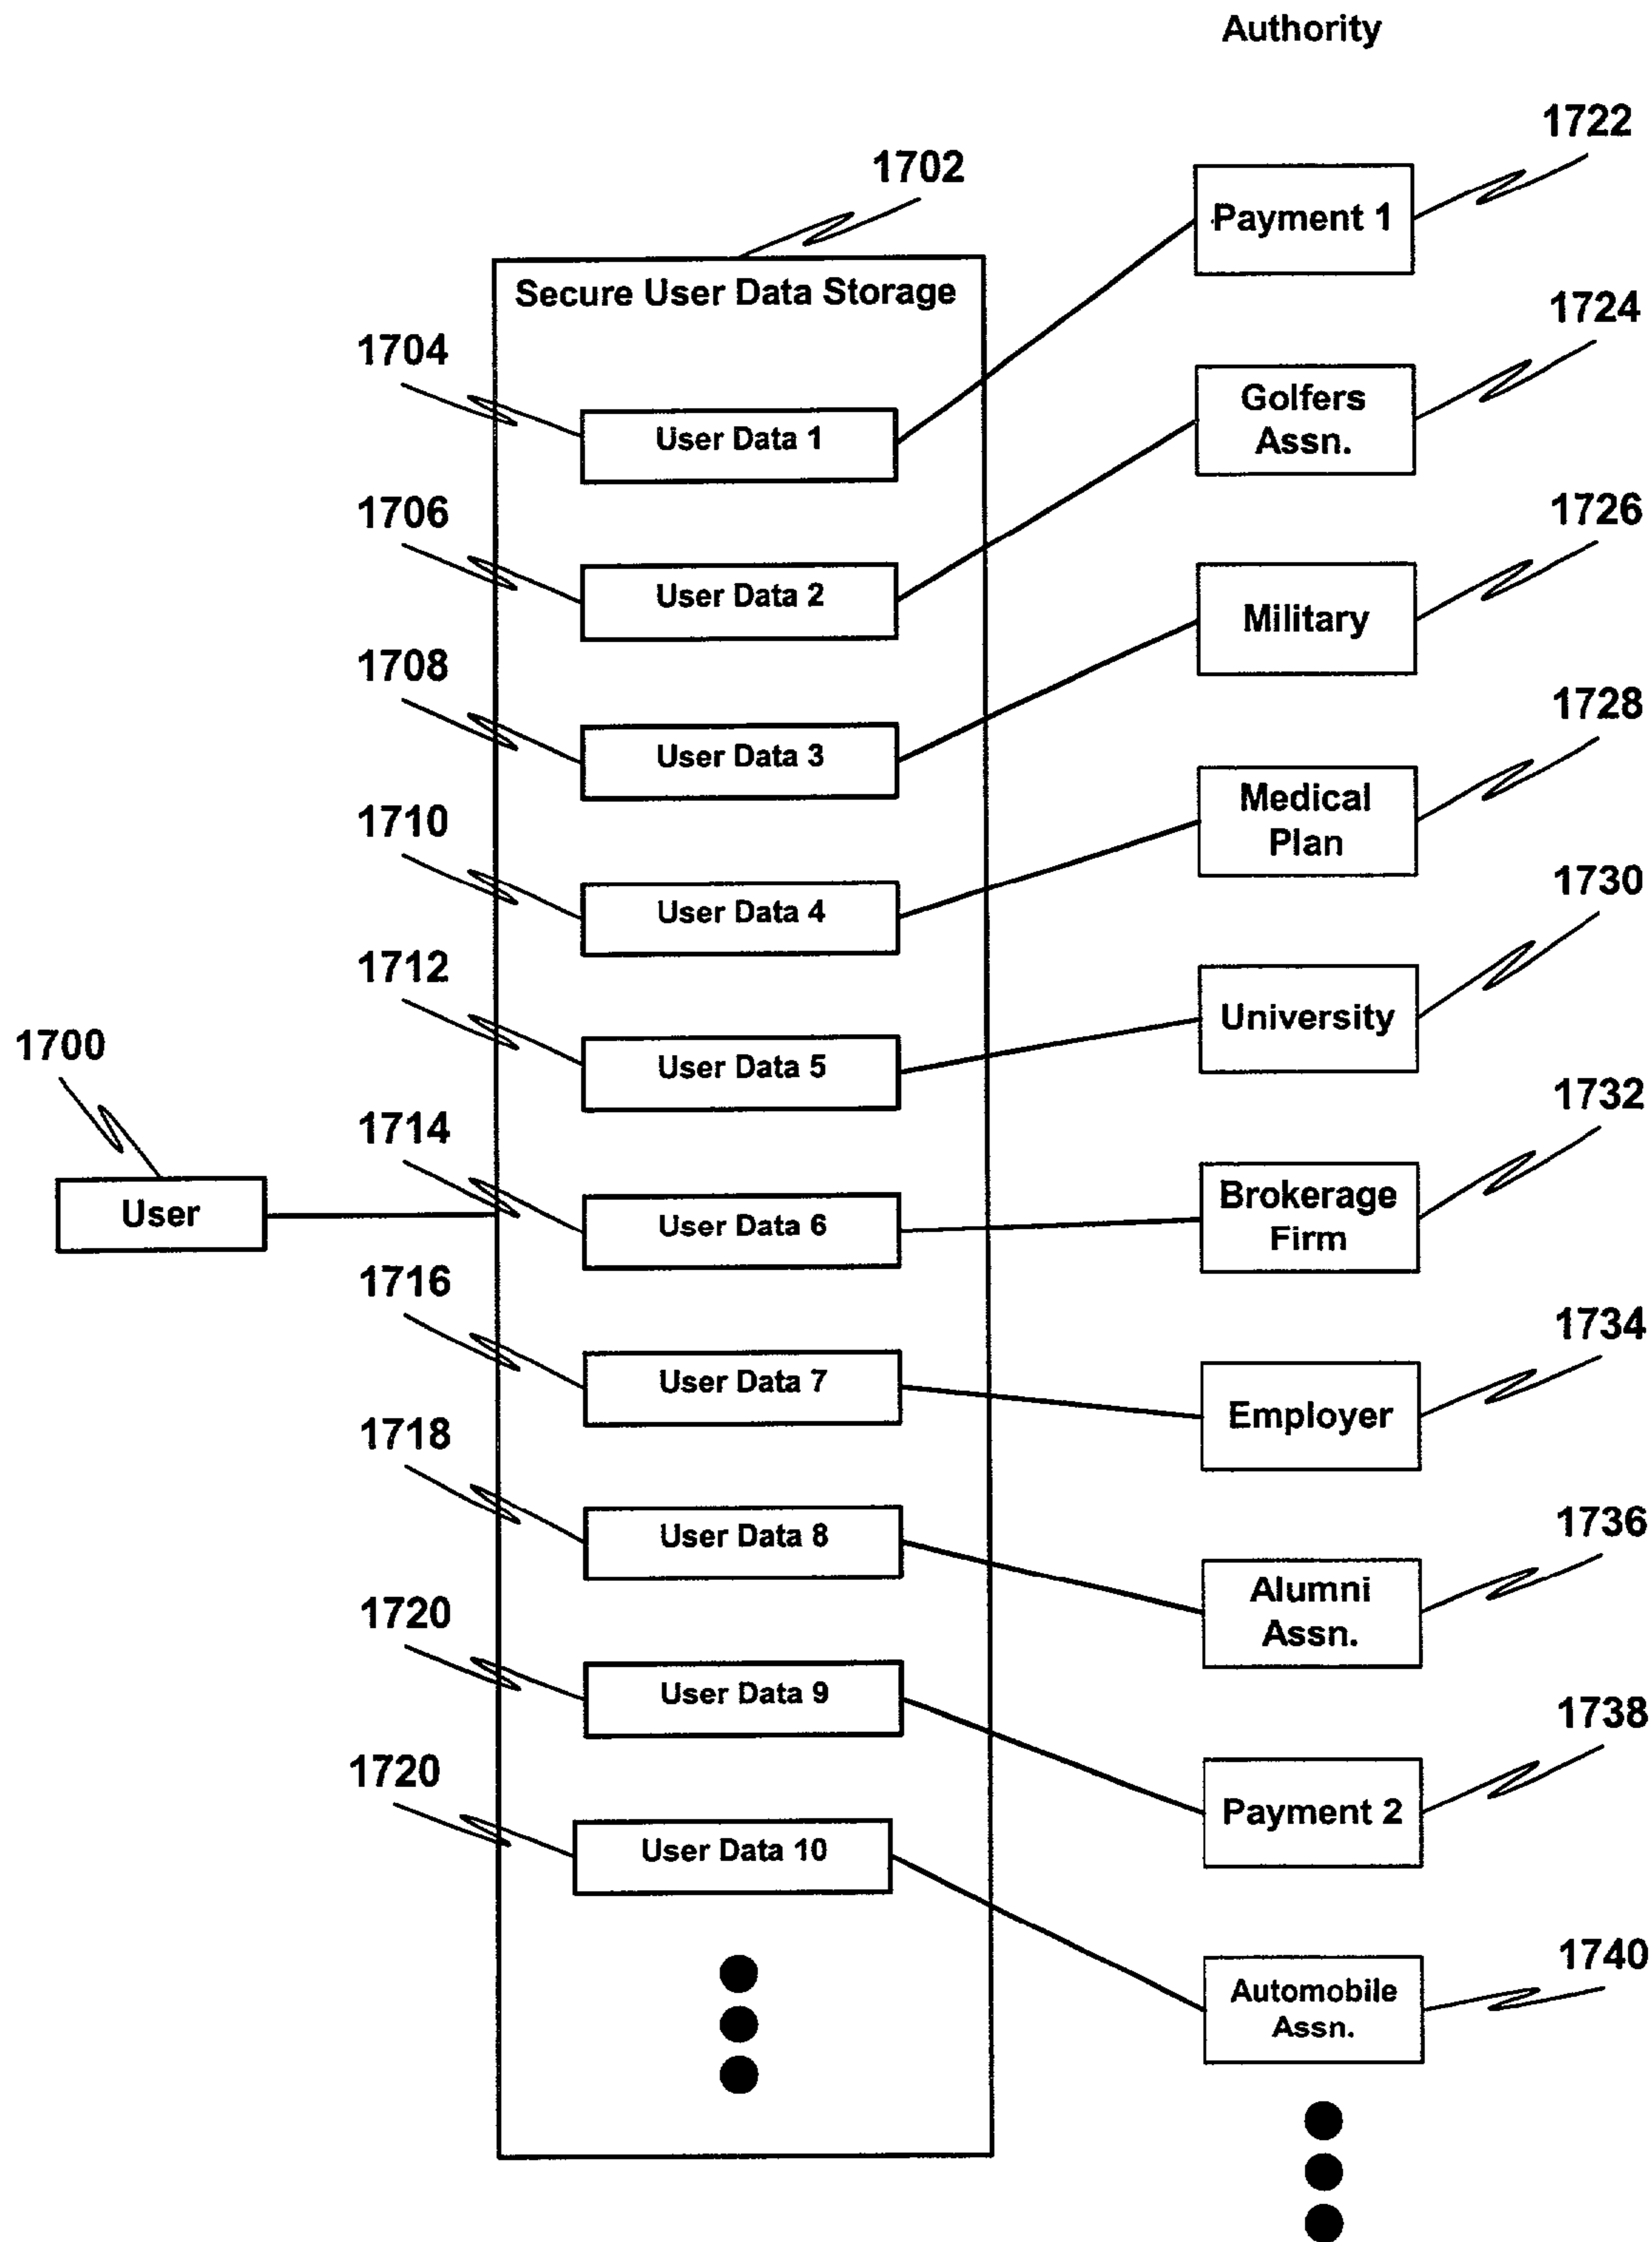 Authority
1722
1702
Payment 1
Secure User Data Storage
1724
1704
Golfers
Assn.
User Data 1
1706
1726
User Data 2
Military
1708
1728
User Data 3
Medical
Plan
1710
1730
User Data 4
1712
University
1700
User Data 5
1732
1714
User
User Data 6
Brokerage
Firm
1716
1734
User Data 7
Employer
1718
1736
User Data 8
Alumni
Assn.
1720
User Data 9
1738
1720
Payment 2
User Data 10
1740
Automobile
Assn.